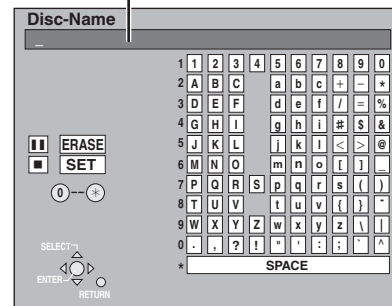 Disc-Name
_
1 1 2 3 4 5 6 7 8 9 0
2 A B C a b c + − *
3 D E F d e f / = %
4 G H I g h i # $ &
ERASE 5 J K L j k l < > @
SET 6 M N O m n o [ ] _
(0)--(*) 7 P Q R S p q r s ( )
8 T U V t u v { } ~
9 W X Y Z w x y z \ |
SELECT 0 . , ? ! " ' : ; ` ^
ENTER * SPACE
RETURN